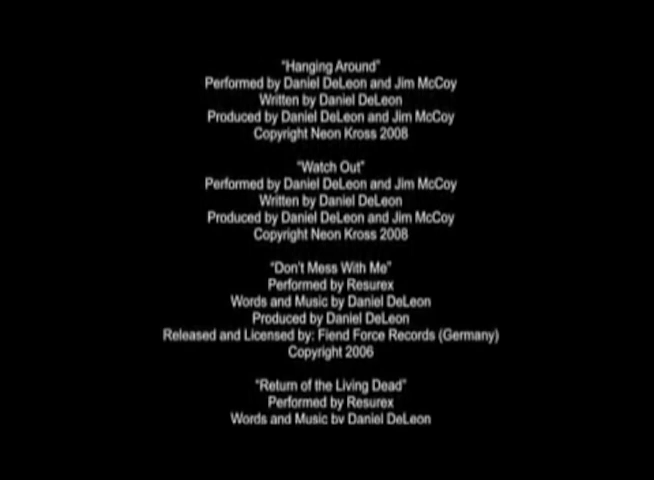 "Hanging Around"
Performed by Daniel DeLeon and Jim McCoy
Written by Daniel DeLeon
Produced by Daniel DeLeon and Jim McCoy
Copyright Neon Kross 2008
"Watch Out"
Performed by Daniel DeLeon and Jim McCoy
Written by Daniel DeLeon
Produced by Daniel DeLeon and Jim McCoy
Copyright Neon Kross 2008
"Don't Mess With Me"
Performed by Resurex
Words and Music by Daniel DeLeon
Produced by Daniel DeLeon
Released and Licensed by: Fiend Force Records (Germany)
Copyright 2006
"Return of the Living Dead"
Performed by Resurex
Words and Music by Daniel DeLeon